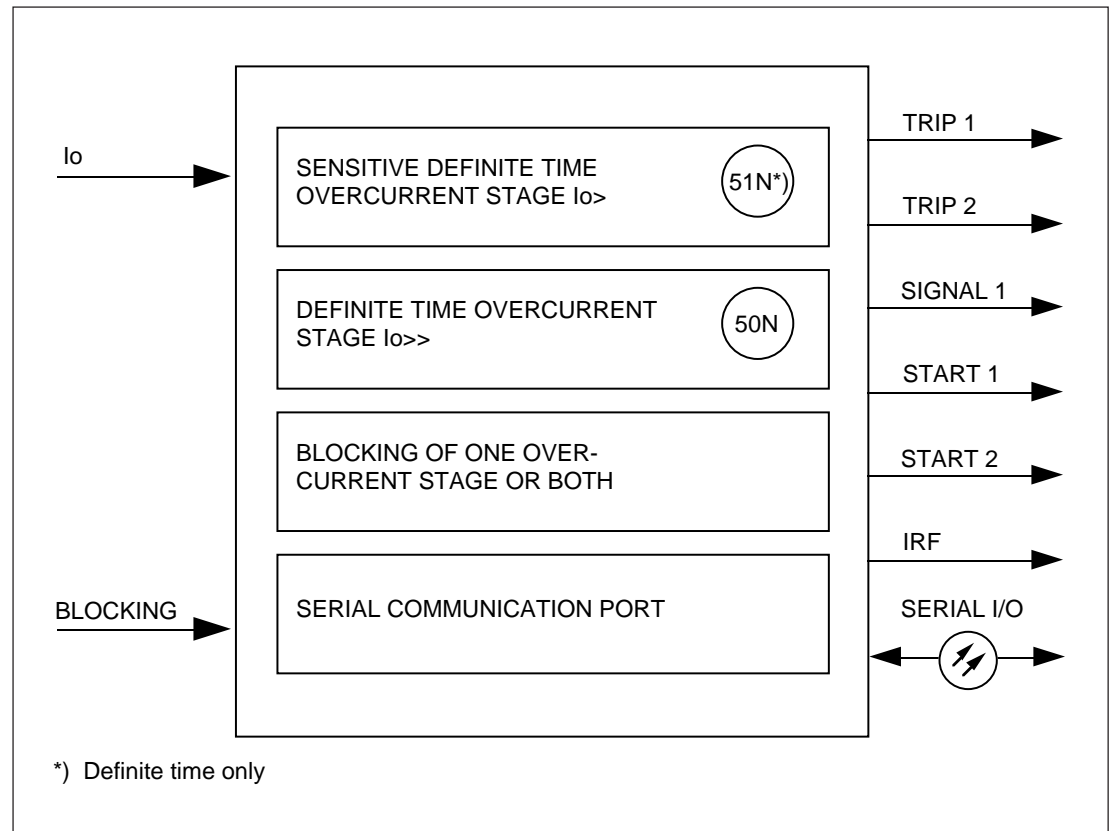 Io
BLOCKING
SENSITIVE DEFINITE TIME
OVERCURRENT STAGE Io>
51N*)
DEFINITE TIME OVERCURRENT
STAGE Io>>
50N
BLOCKING OF ONE OVER-
CURRENT STAGE OR BOTH
SERIAL COMMUNICATION PORT
TRIP 1
TRIP 2
SIGNAL 1
START 1
START 2
IRF
SERIAL I/O
*) Definite time only